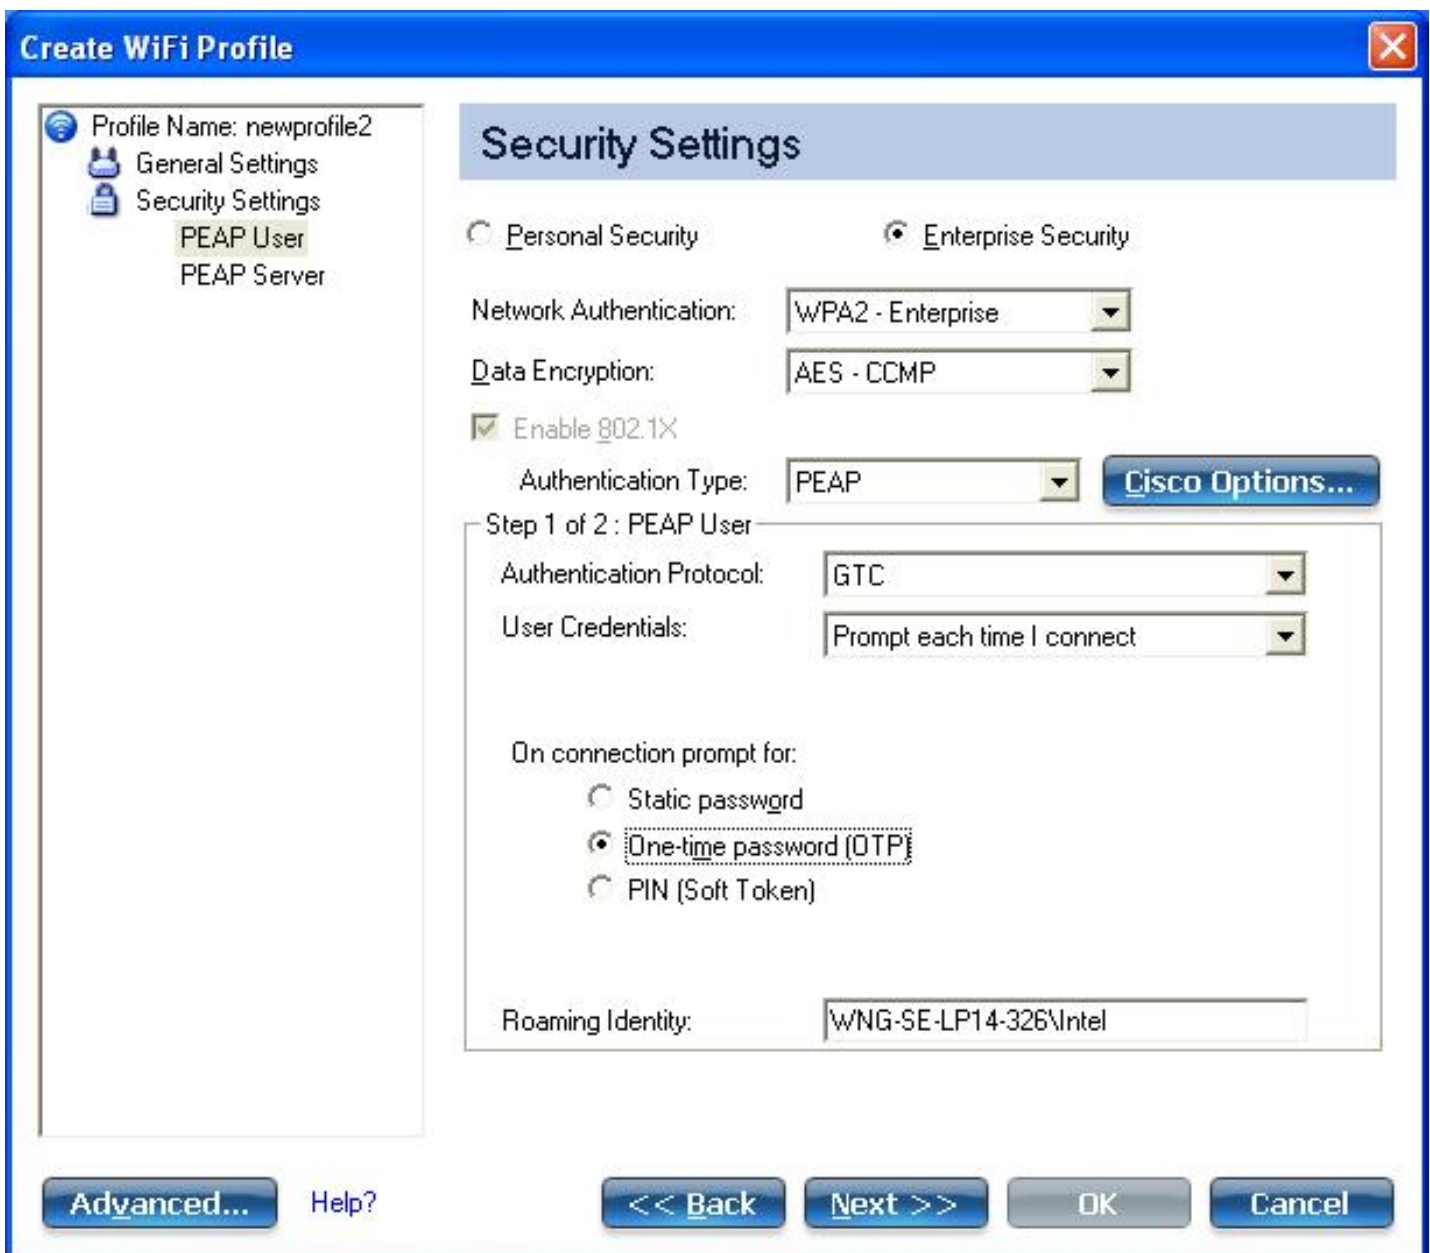 Create WiFi Profile
Profile Name: newprofile2
General Settings
Security Settings
PEAP User
PEAP Server
Security Settings
Personal Security
Enterprise Security
Network Authentication:
WPA2 - Enterprise
Data Encryption:
AES - CCMP
Enable 802.1X
Authentication Type:
PEAP
Cisco Options...
Step 1 of 2 : PEAP User
Authentication Protocol:
GTC
User Credentials:
Prompt each time I connect
On connection prompt for:
Static password
One-time password (OTP)
PIN (Soft Token)
Roaming Identity:
WNG-SE-LP14-326\Intel
Advanced...
Help?
<< Back
Next >>
OK
Cancel